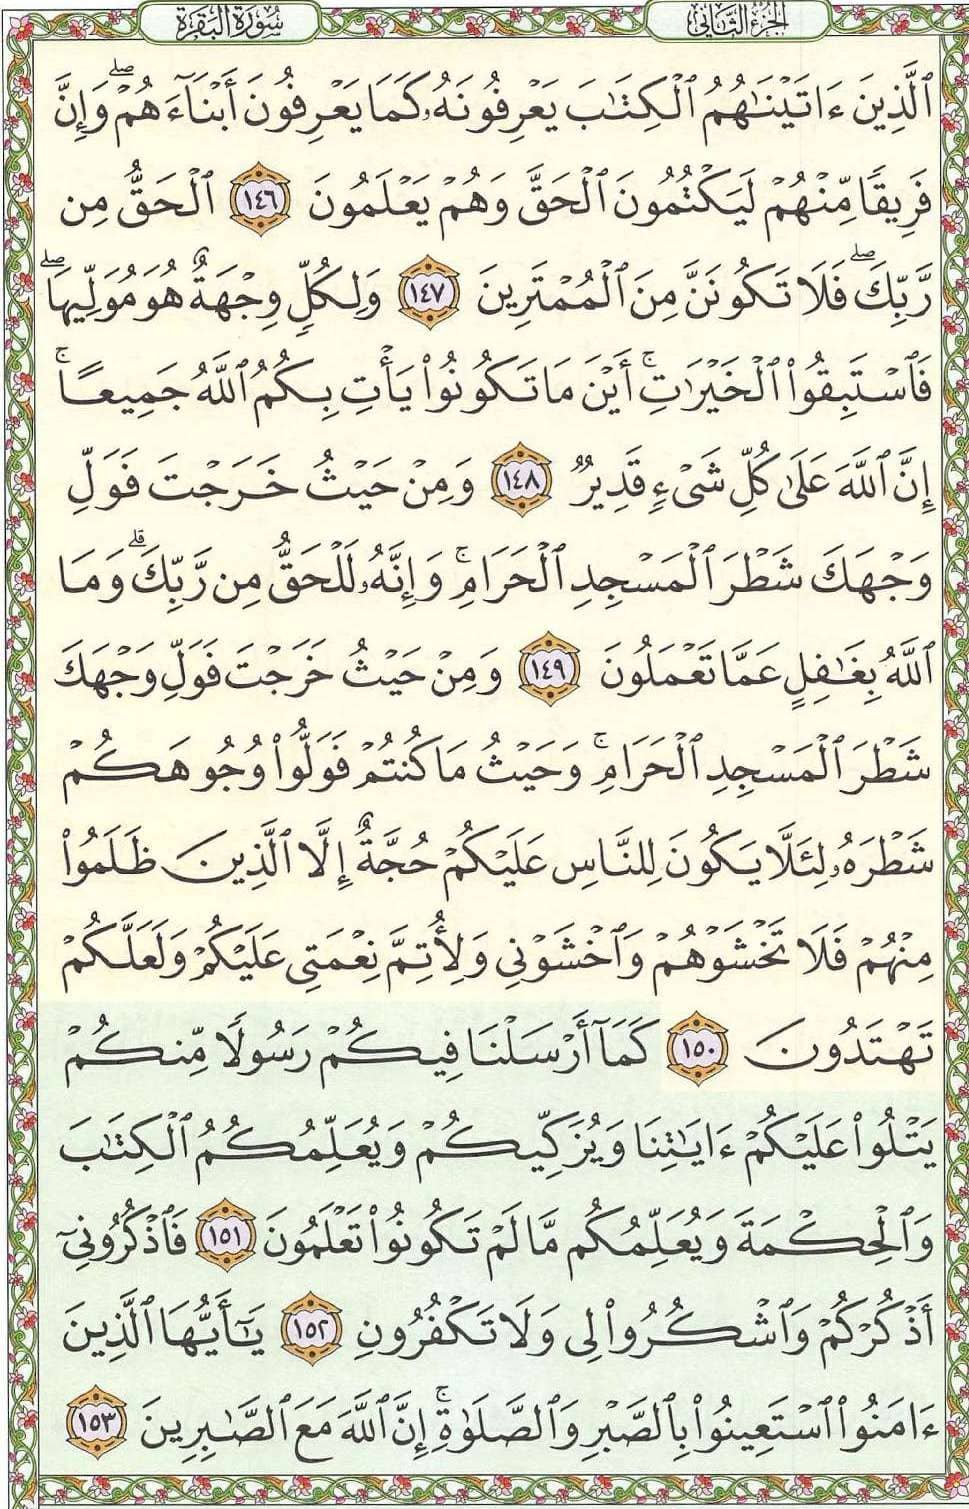 الجزء الثاني
سورة البقرة
ٱلَّذِينَ ءَاتَيْنَٰهُمُ ٱلْكِتَٰبَ يَعْرِفُونَهُۥ كَمَا يَعْرِفُونَ أَبْنَآءَهُمْ ۖ وَإِنَّ
فَرِيقًا مِّنْهُمْ لَيَكْتُمُونَ ٱلْحَقَّ وَهُمْ يَعْلَمُونَ ١٤٦ ٱلْحَقُّ مِن
رَّبِّكَ ۖ فَلَا تَكُونَنَّ مِنَ ٱلْمُمْتَرِينَ ١٤٧ وَلِكُلٍّ وِجْهَةٌ هُوَ مُوَلِّيهَا ۖ
فَٱسْتَبِقُوا۟ ٱلْخَيْرَٰتِ ۚ أَيْنَ مَا تَكُونُوا۟ يَأْتِ بِكُمُ ٱللَّهُ جَمِيعًا ۚ
إِنَّ ٱللَّهَ عَلَىٰ كُلِّ شَىْءٍ قَدِيرٌ ١٤٨ وَمِنْ حَيْثُ خَرَجْتَ فَوَلِّ
وَجْهَكَ شَطْرَ ٱلْمَسْجِدِ ٱلْحَرَامِ ۚ وَإِنَّهُۥ لَلْحَقُّ مِن رَّبِّكَ ۗ وَمَا
ٱللَّهُ بِغَٰفِلٍ عَمَّا تَعْمَلُونَ ١٤٩ وَمِنْ حَيْثُ خَرَجْتَ فَوَلِّ وَجْهَكَ
شَطْرَ ٱلْمَسْجِدِ ٱلْحَرَامِ ۚ وَحَيْثُ مَا كُنتُمْ فَوَلُّوا۟ وُجُوهَكُمْ
شَطْرَهُۥ لِئَلَّا يَكُونَ لِلنَّاسِ عَلَيْكُمْ حُجَّةٌ إِلَّا ٱلَّذِينَ ظَلَمُوا۟
مِنْهُمْ فَلَا تَخْشَوْهُمْ وَٱخْشَوْنِى وَلِأُتِمَّ نِعْمَتِى عَلَيْكُمْ وَلَعَلَّكُمْ
تَهْتَدُونَ ١٥٠ كَمَآ أَرْسَلْنَا فِيكُمْ رَسُولًا مِّنكُمْ
يَتْلُوا۟ عَلَيْكُمْ ءَايَٰتِنَا وَيُزَكِّيكُمْ وَيُعَلِّمُكُمُ ٱلْكِتَٰبَ
وَٱلْحِكْمَةَ وَيُعَلِّمُكُم مَّا لَمْ تَكُونُوا۟ تَعْلَمُونَ ١٥١ فَٱذْكُرُونِىٓ
أَذْكُرْكُمْ وَٱشْكُرُوا۟ لِى وَلَا تَكْفُرُونِ ١٥٢ يَٰٓأَيُّهَا ٱلَّذِينَ
ءَامَنُوا۟ ٱسْتَعِينُوا۟ بِٱلصَّبْرِ وَٱلصَّلَوٰةِ ۚ إِنَّ ٱللَّهَ مَعَ ٱلصَّٰبِرِينَ ١٥٣